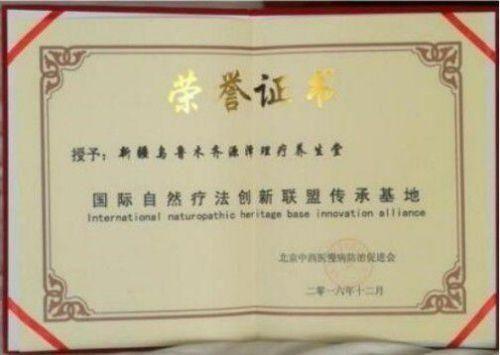 荣誉证书
授予：新疆乌鲁木齐源泽理疗养生堂
国际自然疗法创新联盟传承基地
International naturopathic heritage base innovation alliance
北京中西医慢病防治促进会
二零一六年十二月